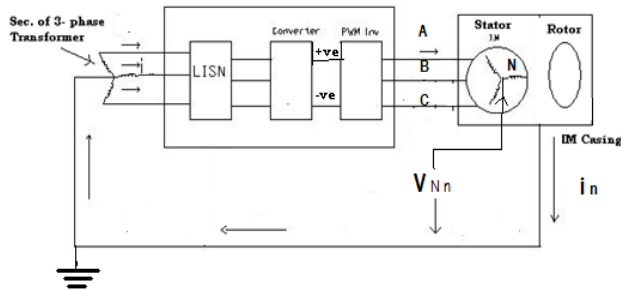 Sec. of 3- phase
Transformer
i
LISN
Converter
PWM Inv
+ve
-ve
A
B
C
Stator
I.M
N
Rotor
IM Casing
VNn
in